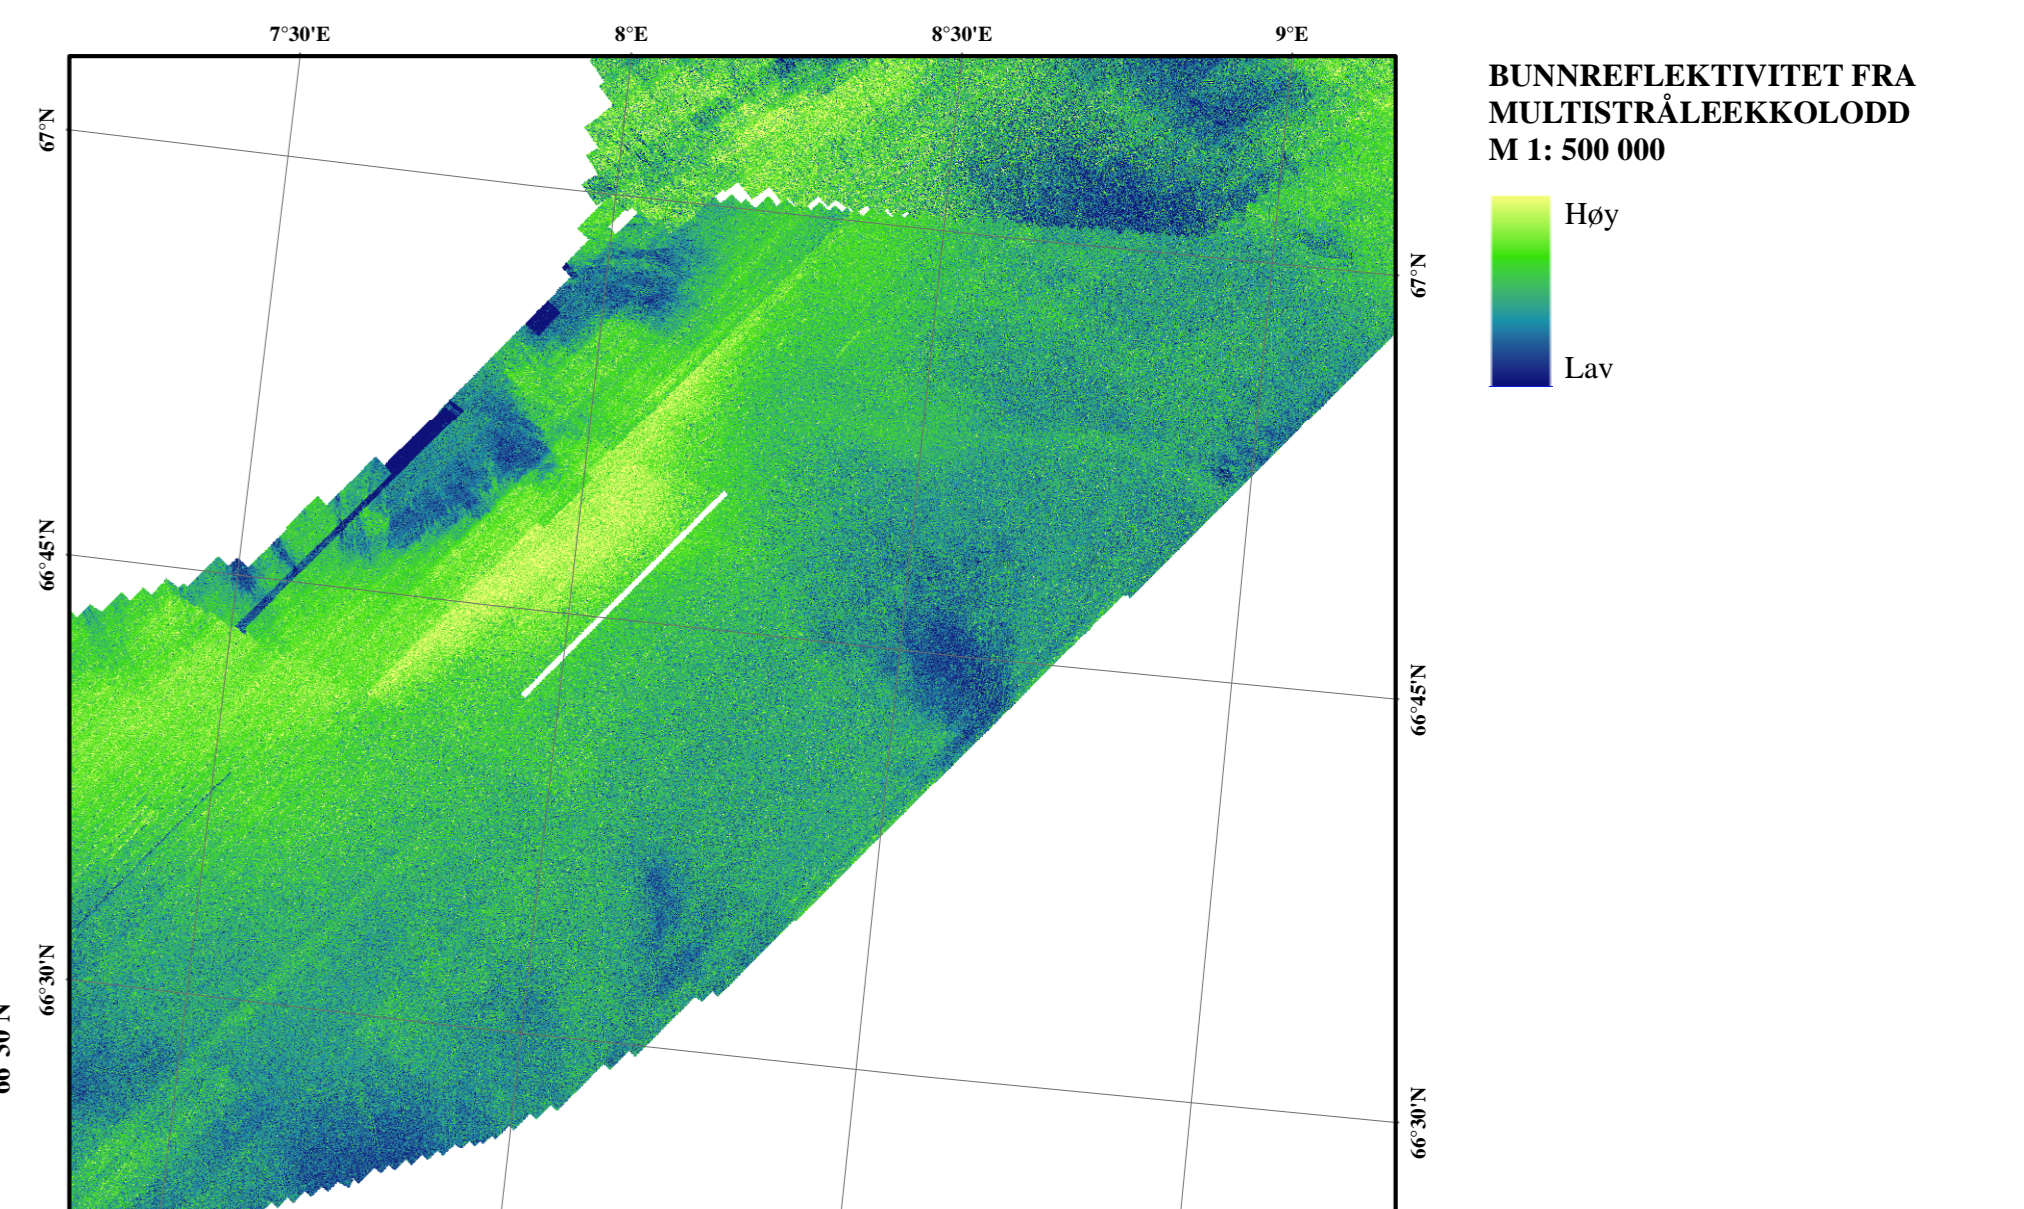 7°30'E 8°E 8°30'E 9°E
BUNNREFLEKTIVITET FRA
MULTISTRÅLEEKKOLODD
M 1: 500 000
Høy
Lav
67°N
66°45'N
66°30'N
67°N
66°45'N
66°30'N